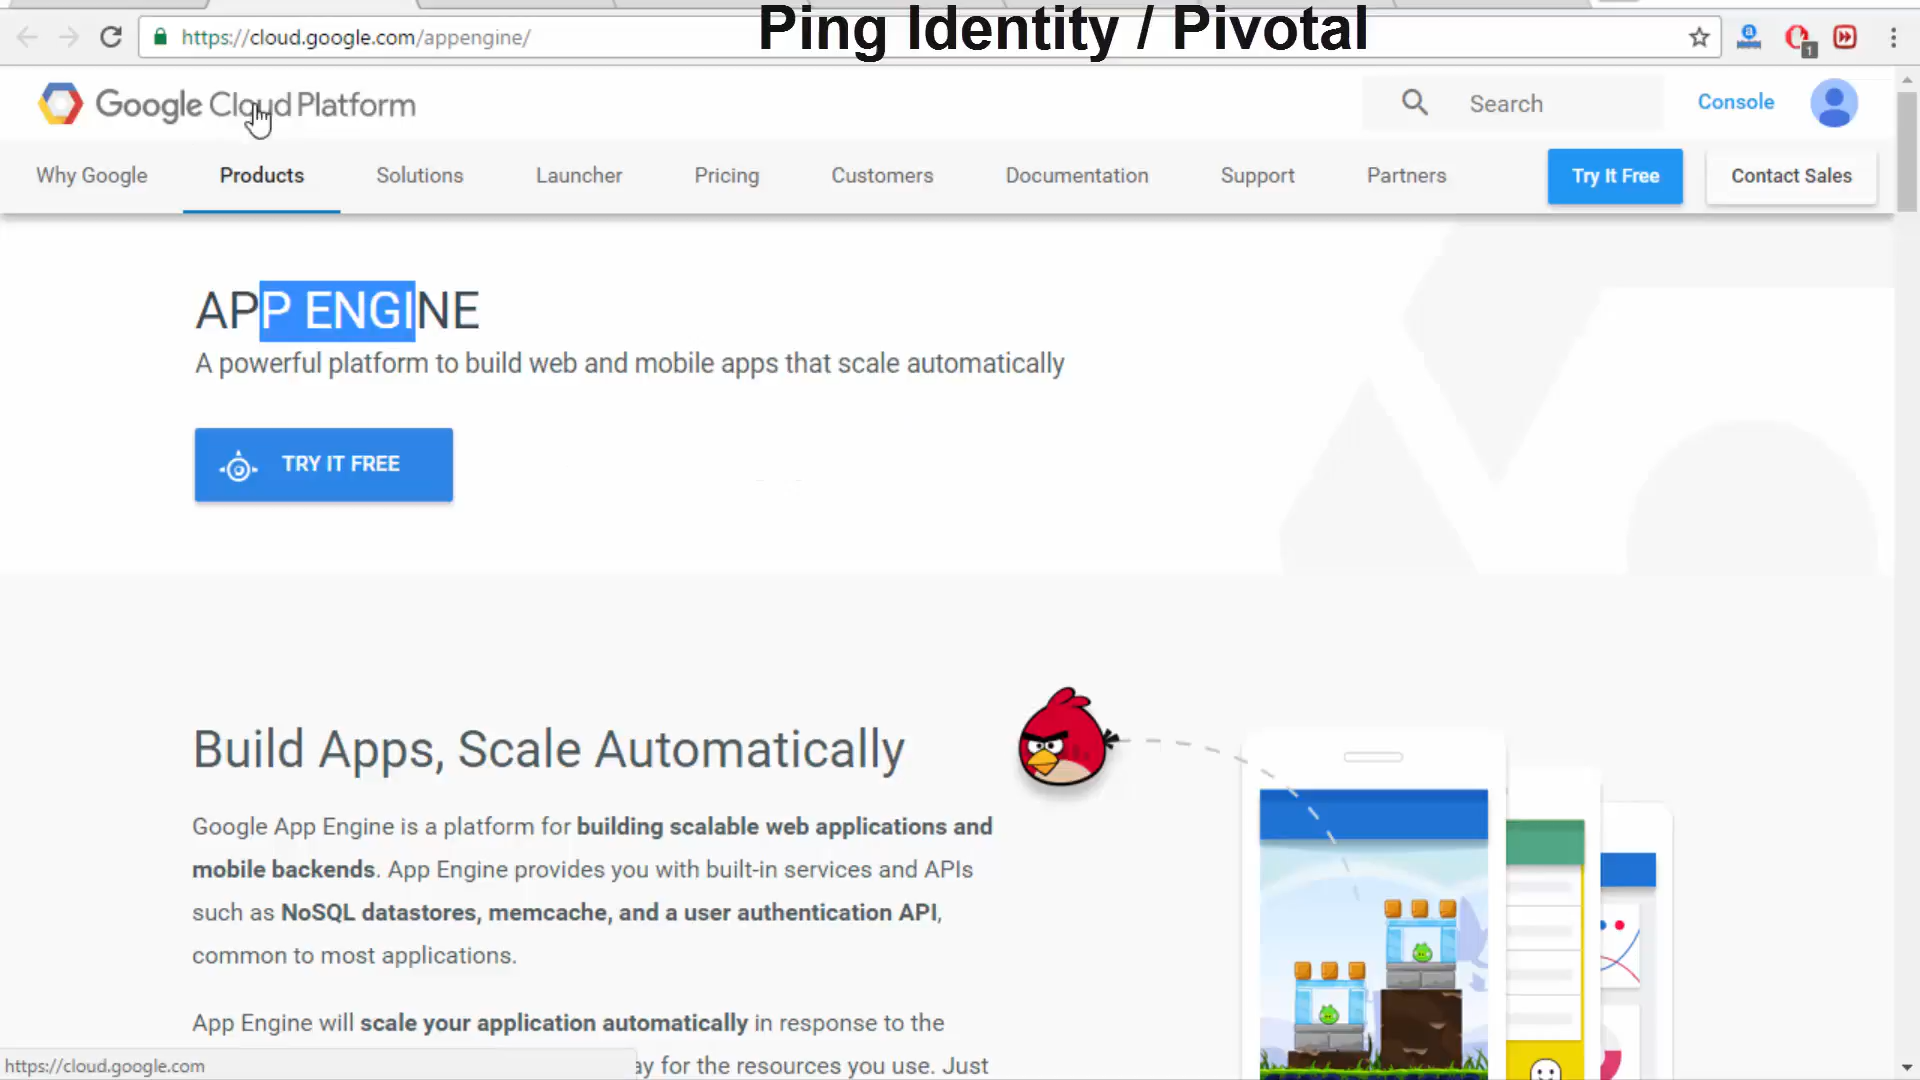 Ping Identity / Pivotal
https://cloud.google.com/appengine/
1
Google Cloud Platform
Search
Console
Why Google
Products
Solutions
Launcher
Pricing
Customers
Documentation
Support
Partners
Try It Free
Contact Sales
APP ENGINE
A powerful platform to build web and mobile apps that scale automatically
TRY IT FREE
Build Apps, Scale Automatically
Google App Engine is a platform for building scalable web applications and
mobile backends. App Engine provides you with built-in services and APIs
such as NoSQL datastores, memcache, and a user authentication API,
common to most applications.
App Engine will scale your application automatically in response to the
for the resources you use. Just
https://cloud.google.com